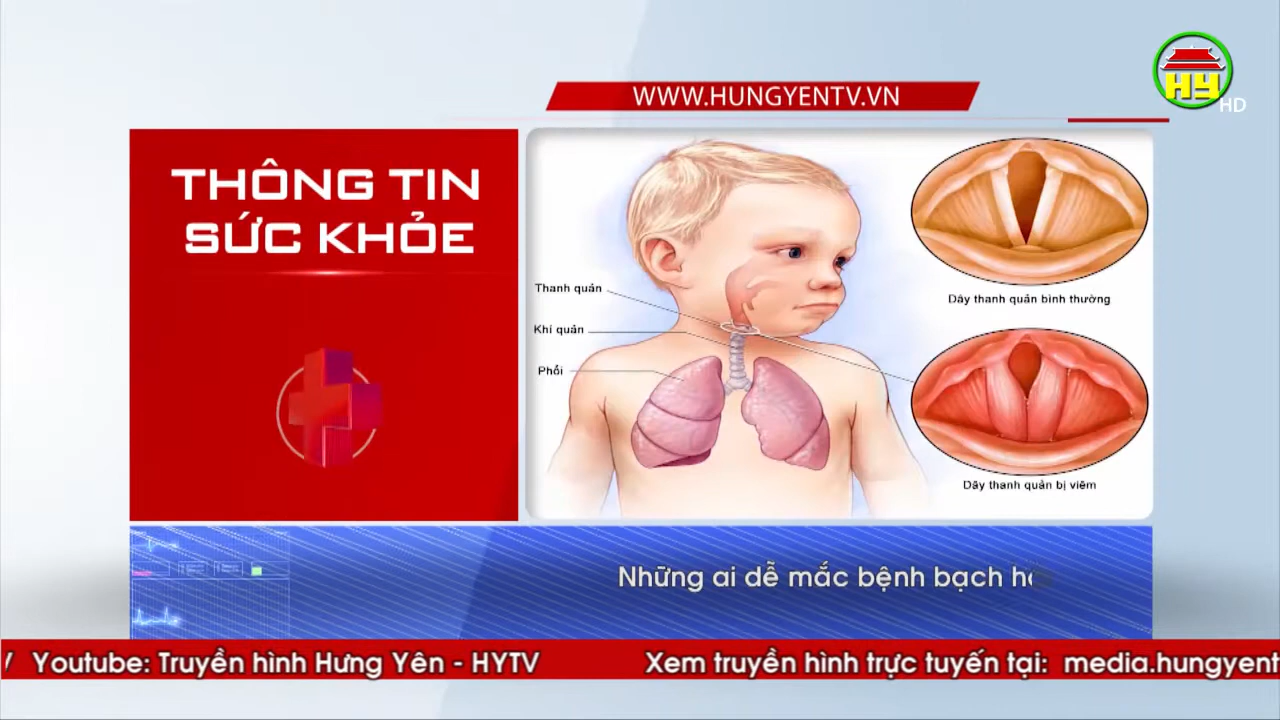 WWW.HUNGYENTV.VN
HY
HD
THÔNG TIN
SỨC KHỎE
Thanh quản
Khí quản
Phổi
Dây thanh quản bình thường
Dây thanh quản bị viêm
Những ai dễ mắc bệnh bạch h
Youtube: Truyền hình Hưng Yên - HYTV
Xem truyền hình trực tuyến tại: media.hungyent